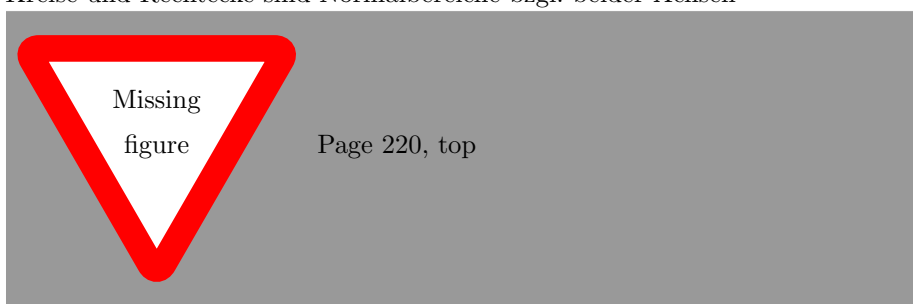 Kreise und Rechtecke sind Normalbereiche bzgl. beider Achsen
Missing
figure
Page 220, top